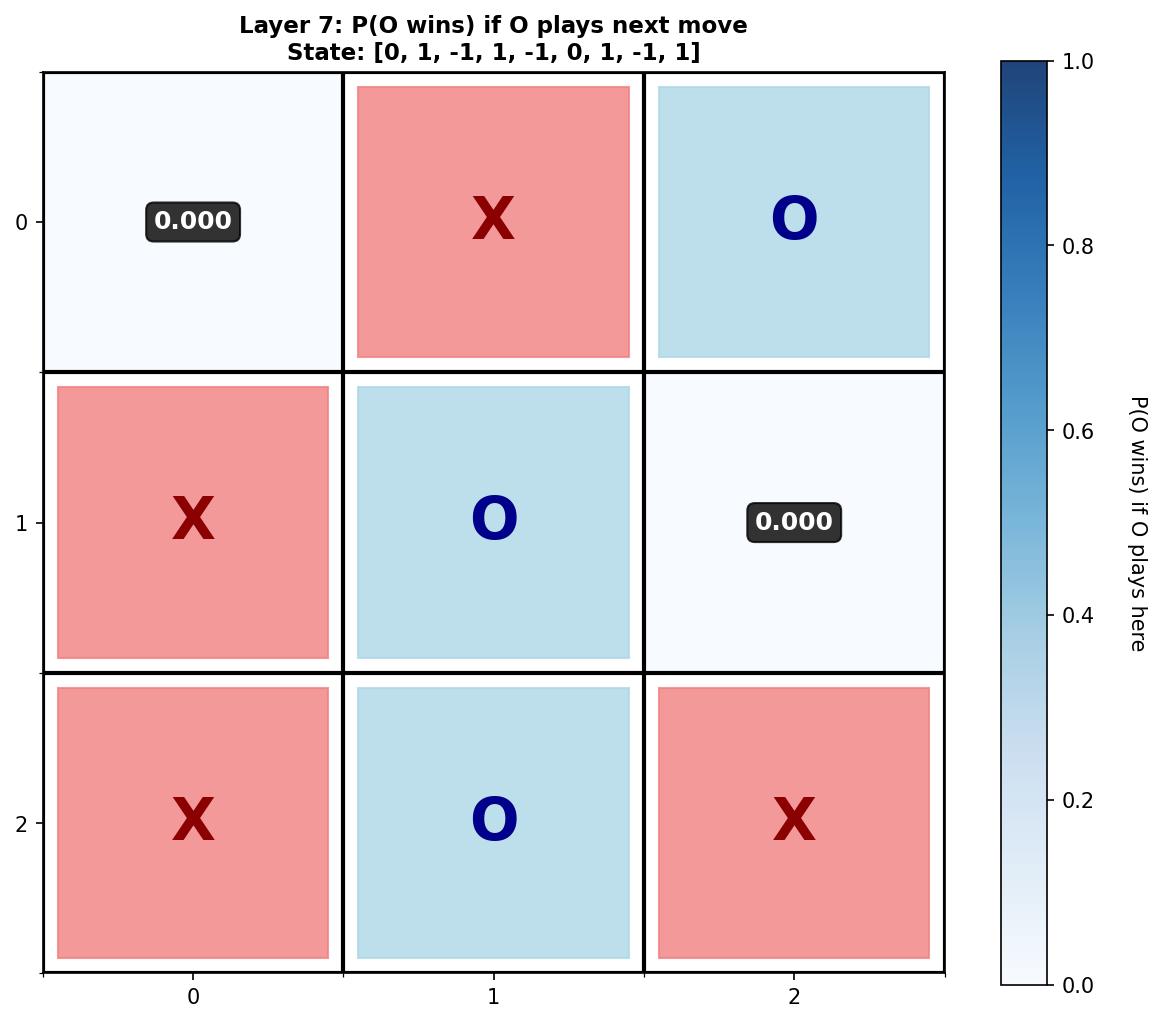 Layer 7: P(O wins) if O plays next move
State: [0, 1, -1, 1, -1, 0, 1, -1, 1]
0
0.000
X
O
1
X
O
0.000
2
X
O
X
0
1
2
1.0
0.8
0.6
0.4
0.2
0.0
P(O wins) if O plays here